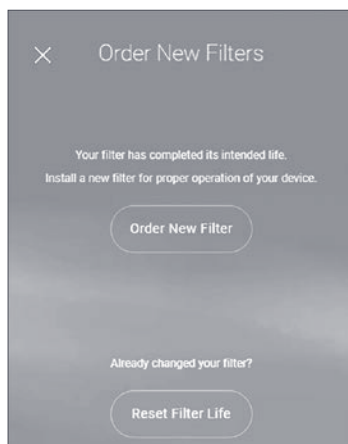 Order New Filters
Your filter has completed its intended life.
Install a new filter for proper operation of your device.
Order New Filter
Already changed your filter?
Reset Filter Life